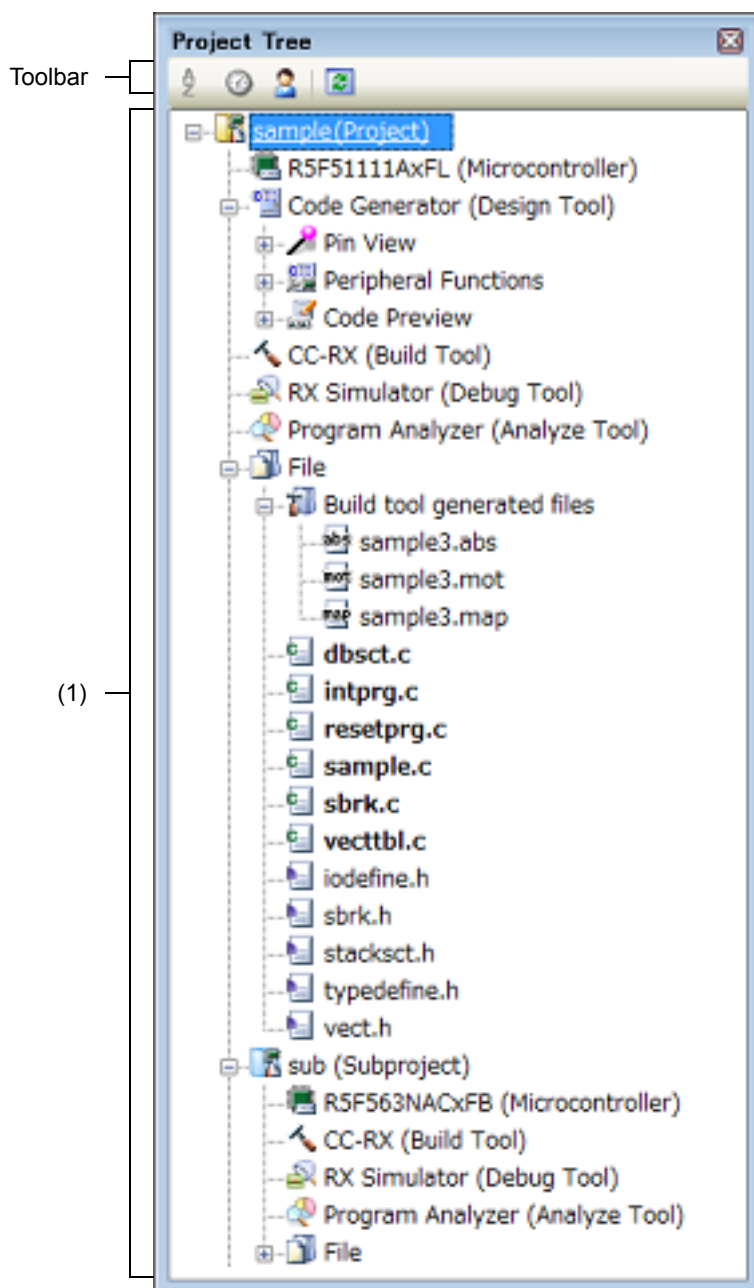 Project Tree
Toolbar
sample(Project)
R5F51111AxFL (Microcontroller)
Code Generator (Design Tool)
Pin View
Peripheral Functions
Code Preview
CC-RX (Build Tool)
RX Simulator (Debug Tool)
Program Analyzer (Analyze Tool)
File
Build tool generated files
sample3.abs
sample3.mot
sample3.map
dbsct.c
intprg.c
(1)
resetprg.c
sample.c
sbrk.c
vecttbl.c
iodefine.h
sbrk.h
stacksct.h
typedefine.h
vect.h
sub (Subproject)
R5F563NACxFB (Microcontroller)
CC-RX (Build Tool)
RX Simulator (Debug Tool)
Program Analyzer (Analyze Tool)
File